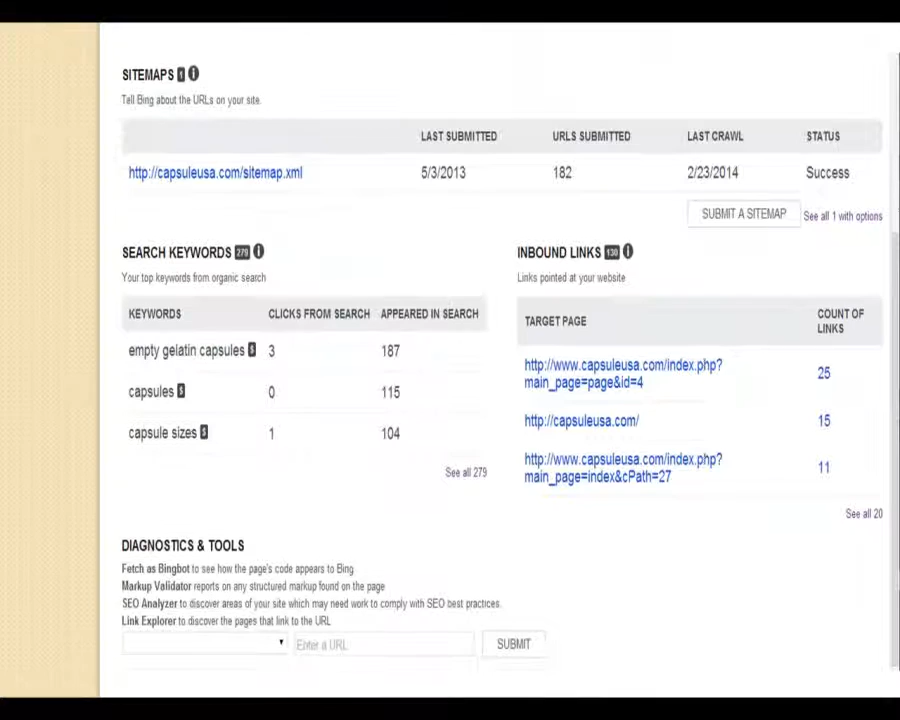 SITEMAPS 1
Tell Bing about the URLs on your site.
LAST SUBMITTED URLS SUBMITTED LAST CRAWL STATUS
http://capsuleusa.com/sitemap.xml 5/3/2013 182 2/23/2014 Success
SUBMIT A SITEMAP See all 1 with options
SEARCH KEYWORDS 279
Your top keywords from organic search
KEYWORDS CLICKS FROM SEARCH APPEARED IN SEARCH
empty gelatin capsules $ 3 187
capsules $ 0 115
capsule sizes $ 1 104
See all 279
INBOUND LINKS 130
Links pointed at your website
TARGET PAGE COUNT OF
LINKS
http://www.capsuleusa.com/index.php?
main_page=page&id=4 25
http://capsuleusa.com/ 15
http://www.capsuleusa.com/index.php?
main_page=index&cPath=27 11
See all 20
DIAGNOSTICS & TOOLS
Fetch as Bingbot to see how the page's code appears to Bing
Markup Validator reports on any structured markup found on the page
SEO Analyzer to discover areas of your site which may need work to comply with SEO best practices.
Link Explorer to discover the pages that link to the URL
Enter a URL SUBMIT